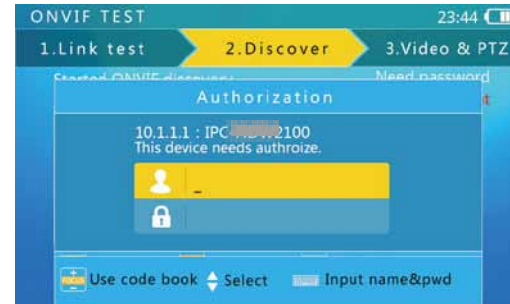 ONVIF TEST 23:44
1.Link test 2.Discover 3.Video & PTZ
Started ONVIF discovery Need password
Authorization
10.1.1.1 : IPC 2100
This device needs authroize.
Use code book Select Input name&pwd